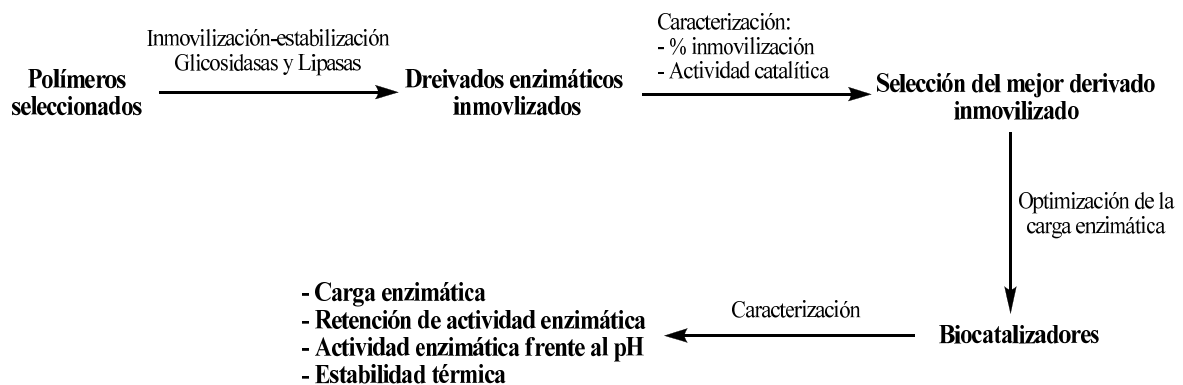 Polímeros
seleccionados
Inmovilización-estabilización
Glicosidasas y Lipasas
Dreivados enzimáticos
inmovlizados
Caracterización:
- % inmovilización
- Actividad catalítica
Selección del mejor derivado
inmovilizado
Optimización de la
carga enzimática
Biocatalizadores
Caracterización
- Carga enzimática
- Retención de actividad enzimática
- Actividad enzimática frente al pH
- Estabilidad térmica